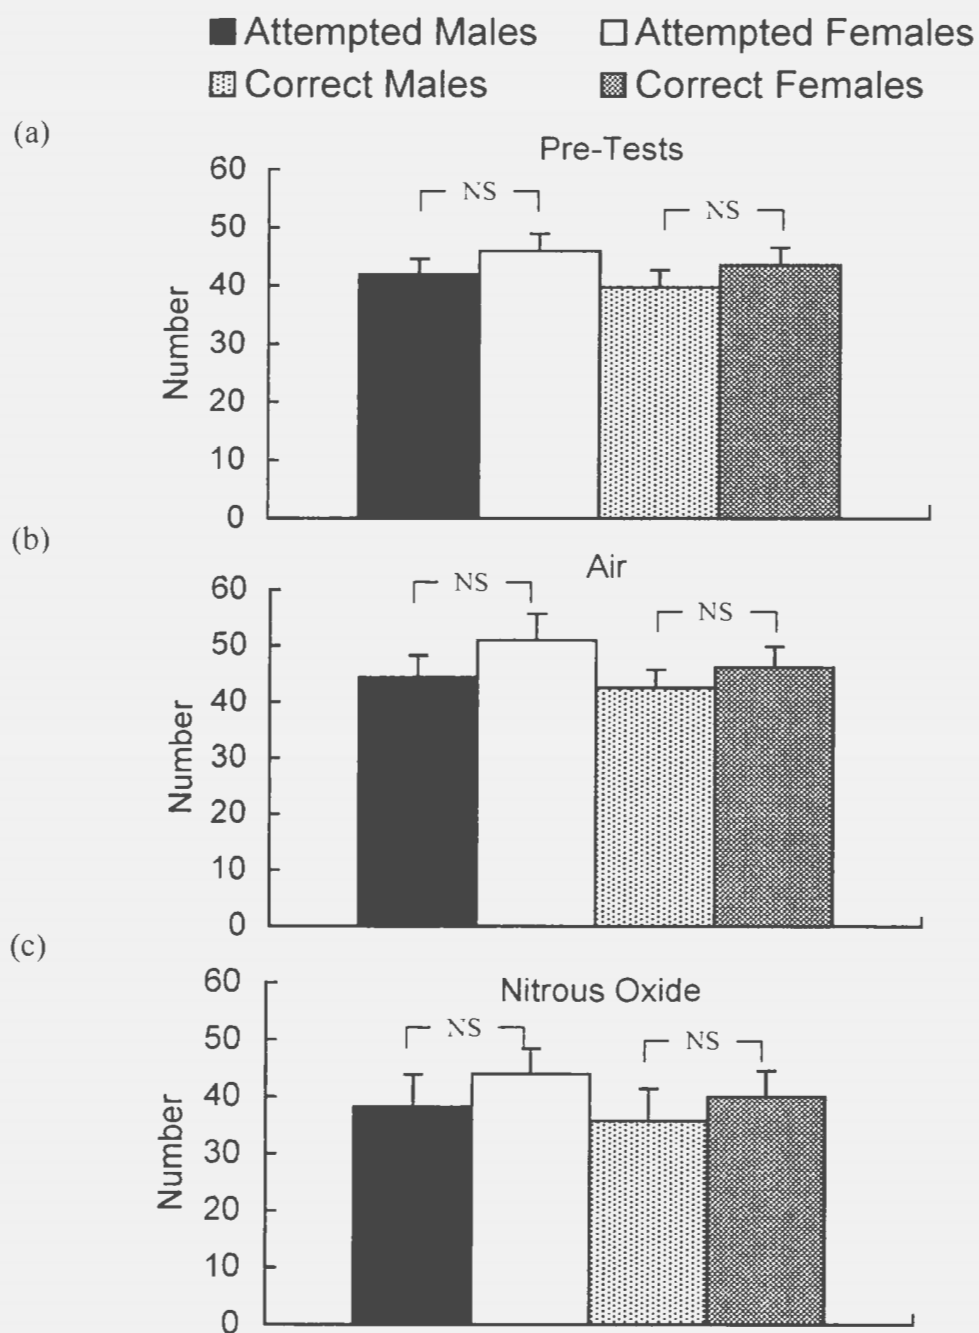 Attempted Males Attempted Females
Correct Males Correct Females
(a)
Pre-Tests
60
NS NS
50
40
30
20
10
0
Number
(b)
Air
60
NS NS
50
40
30
20
10
0
Number
(c)
Nitrous Oxide
60
NS NS
50
40
30
20
10
0
Number